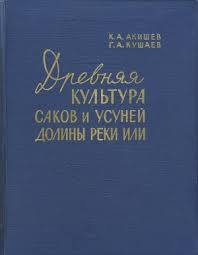 К. А. АКИШЕВ
Г. А. КУШАЕВ
Древняя
КУЛЬТУРА
САКОВ И УСУНЕЙ
ДОЛИНЫ РЕКИ ИЛИ